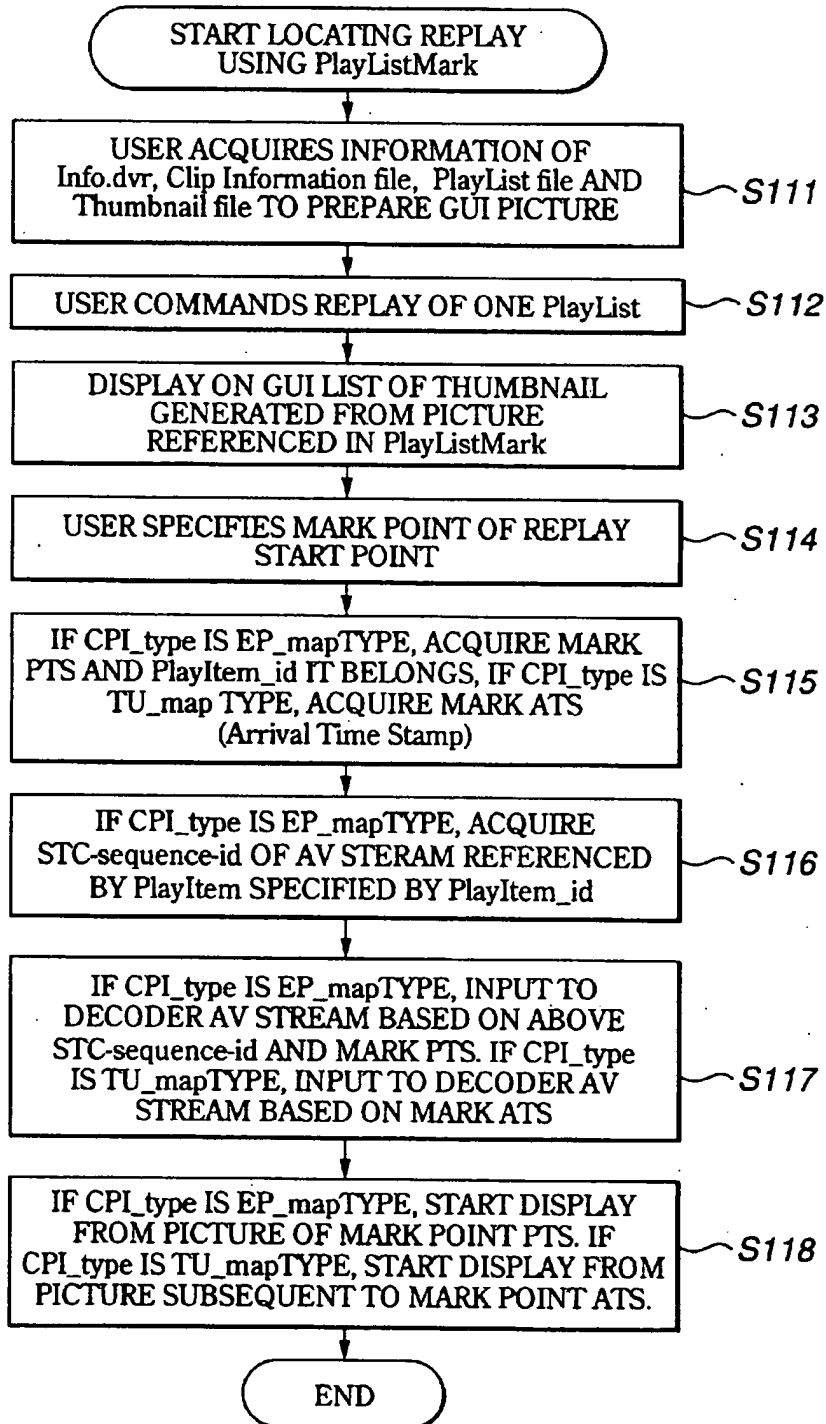 START LOCATING REPLAY
USING PlayListMark
USER ACQUIRES INFORMATION OF
Info.dvr, Clip Information file, PlayList file AND
Thumbnail file TO PREPARE GUI PICTURE
S111
USER COMMANDS REPLAY OF ONE PlayList
S112
DISPLAY ON GUI LIST OF THUMBNAIL
GENERATED FROM PICTURE
REFERENCED IN PlayListMark
S113
USER SPECIFIES MARK POINT OF REPLAY
START POINT
S114
IF CPI_type IS EP_mapTYPE, ACQUIRE MARK
PTS AND PlayItem_id IT BELONGS, IF CPI_type IS
TU_map TYPE, ACQUIRE MARK ATS
(Arrival Time Stamp)
S115
IF CPI_type IS EP_mapTYPE, ACQUIRE
STC-sequence-id OF AV STERAM REFERENCED
BY PlayItem SPECIFIED BY PlayItem_id
S116
IF CPI_type IS EP_mapTYPE, INPUT TO
DECODER AV STREAM BASED ON ABOVE
STC-sequence-id AND MARK PTS. IF CPI_type
IS TU_mapTYPE, INPUT TO DECODER AV
STREAM BASED ON MARK ATS
S117
IF CPI_type IS EP_mapTYPE, START DISPLAY
FROM PICTURE OF MARK POINT PTS. IF
CPI_type IS TU_mapTYPE, START DISPLAY FROM
PICTURE SUBSEQUENT TO MARK POINT ATS.
S118
END